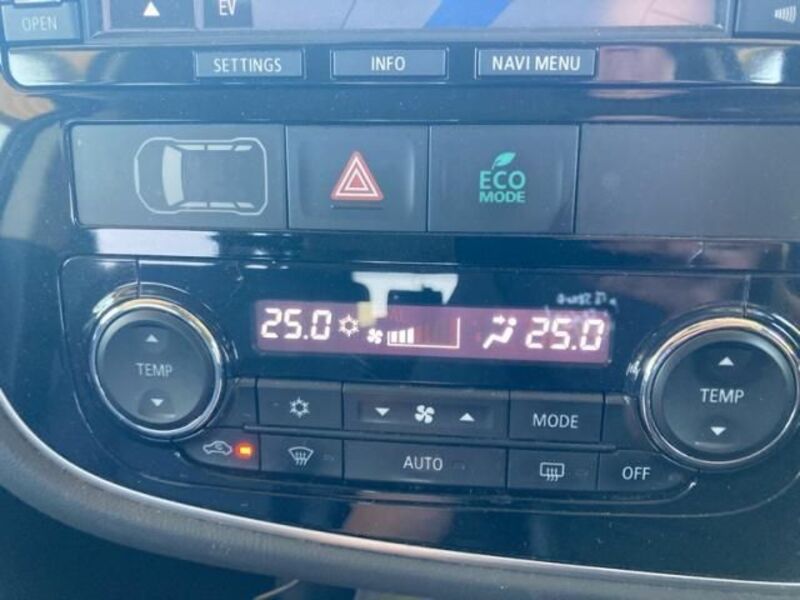 OPEN
EV
SETTINGS INFO NAVI MENU
ECO
MODE
25.0 25.0
TEMP TEMP
MODE
AUTO OFF